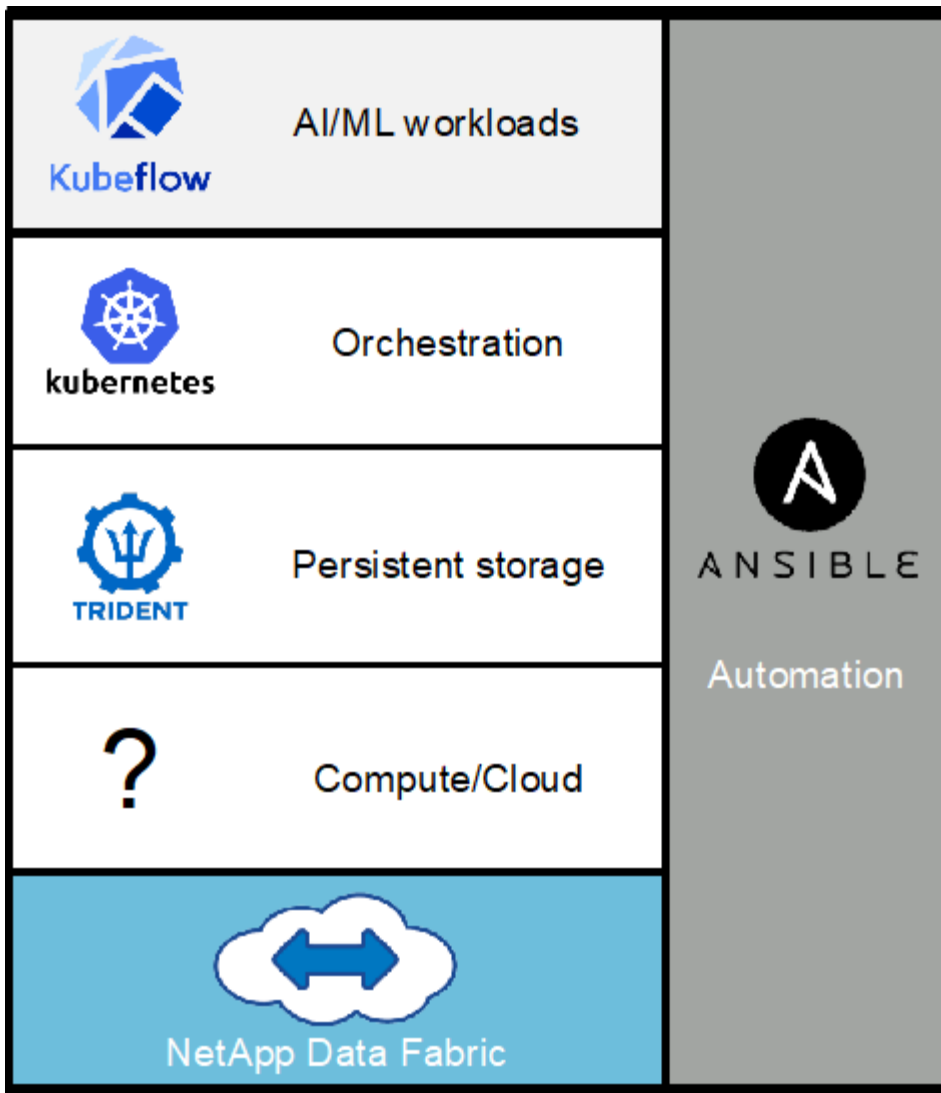 Kubeflow
AI/ML workloads
kubernetes
Orchestration
TRIDENT
Persistent storage
?
Compute/Cloud
NetApp Data Fabric
ANSIBLE
Automation